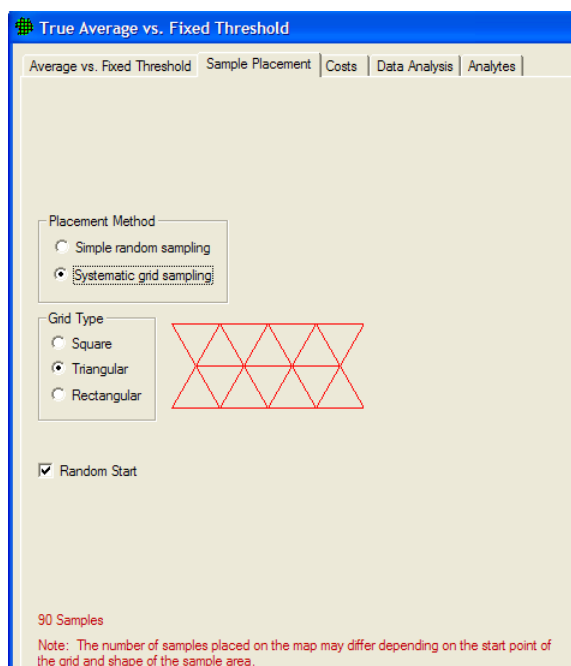 True Average vs. Fixed Threshold
Average vs. Fixed Threshold Sample Placement Costs Data Analysis Analytes
Placement Method
Simple random sampling
Systematic grid sampling
Grid Type
Square
Triangular
Rectangular
Random Start
90 Samples
Note: The number of samples placed on the map may differ depending on the start point of
the grid and shape of the sample area.